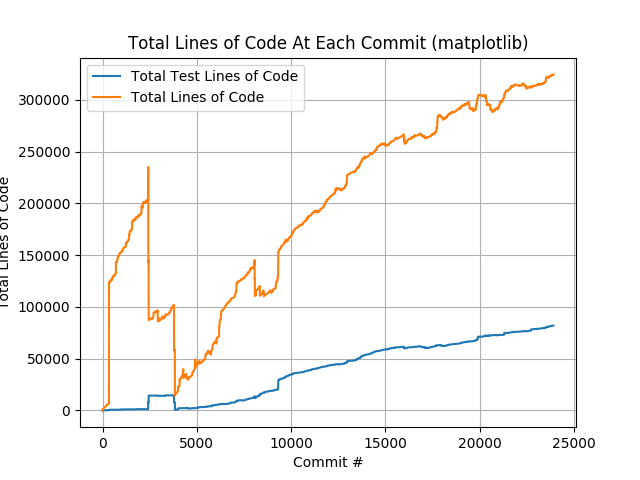 Total Lines of Code At Each Commit (matplotlib)
Total Test Lines of Code
Total Lines of Code
300000
250000
200000
150000
100000
50000
0
Total Lines of Code
0 5000 10000 15000 20000 25000
Commit #